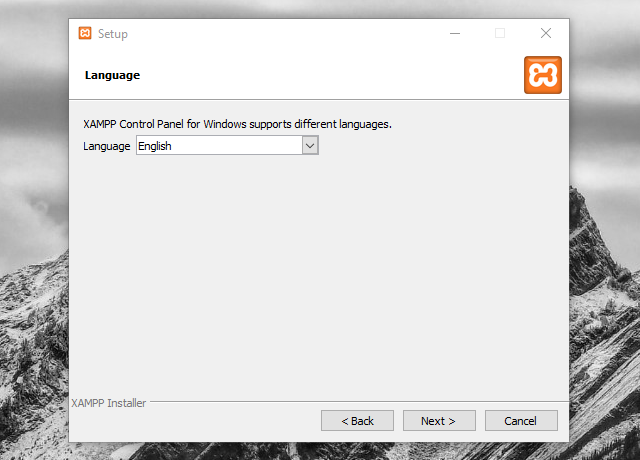 Setup
Language
XAMPP Control Panel for Windows supports different languages.
Language English
XAMPP Installer
< Back Next > Cancel